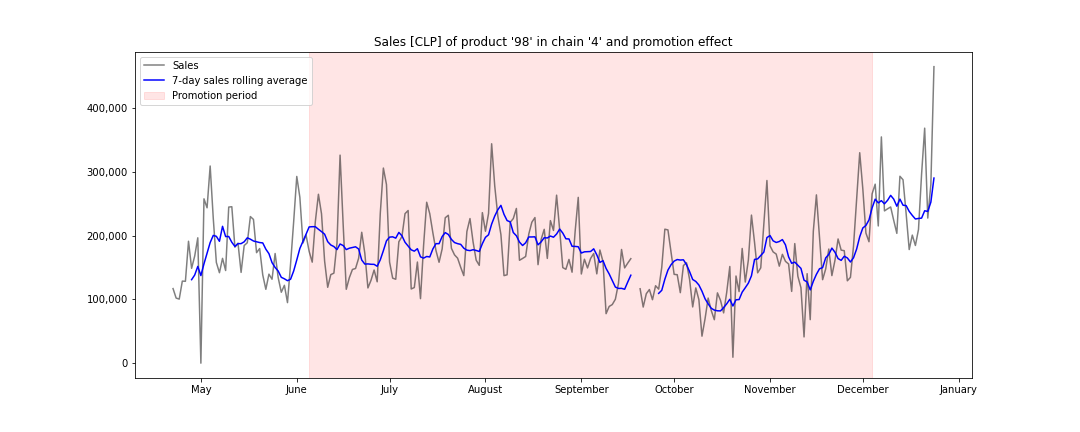 Sales [CLP] of product '98' in chain '4' and promotion effect
Sales
7-day sales rolling average
Promotion period
400,000
300,000
200,000
100,000
0
May June July August September October November December January